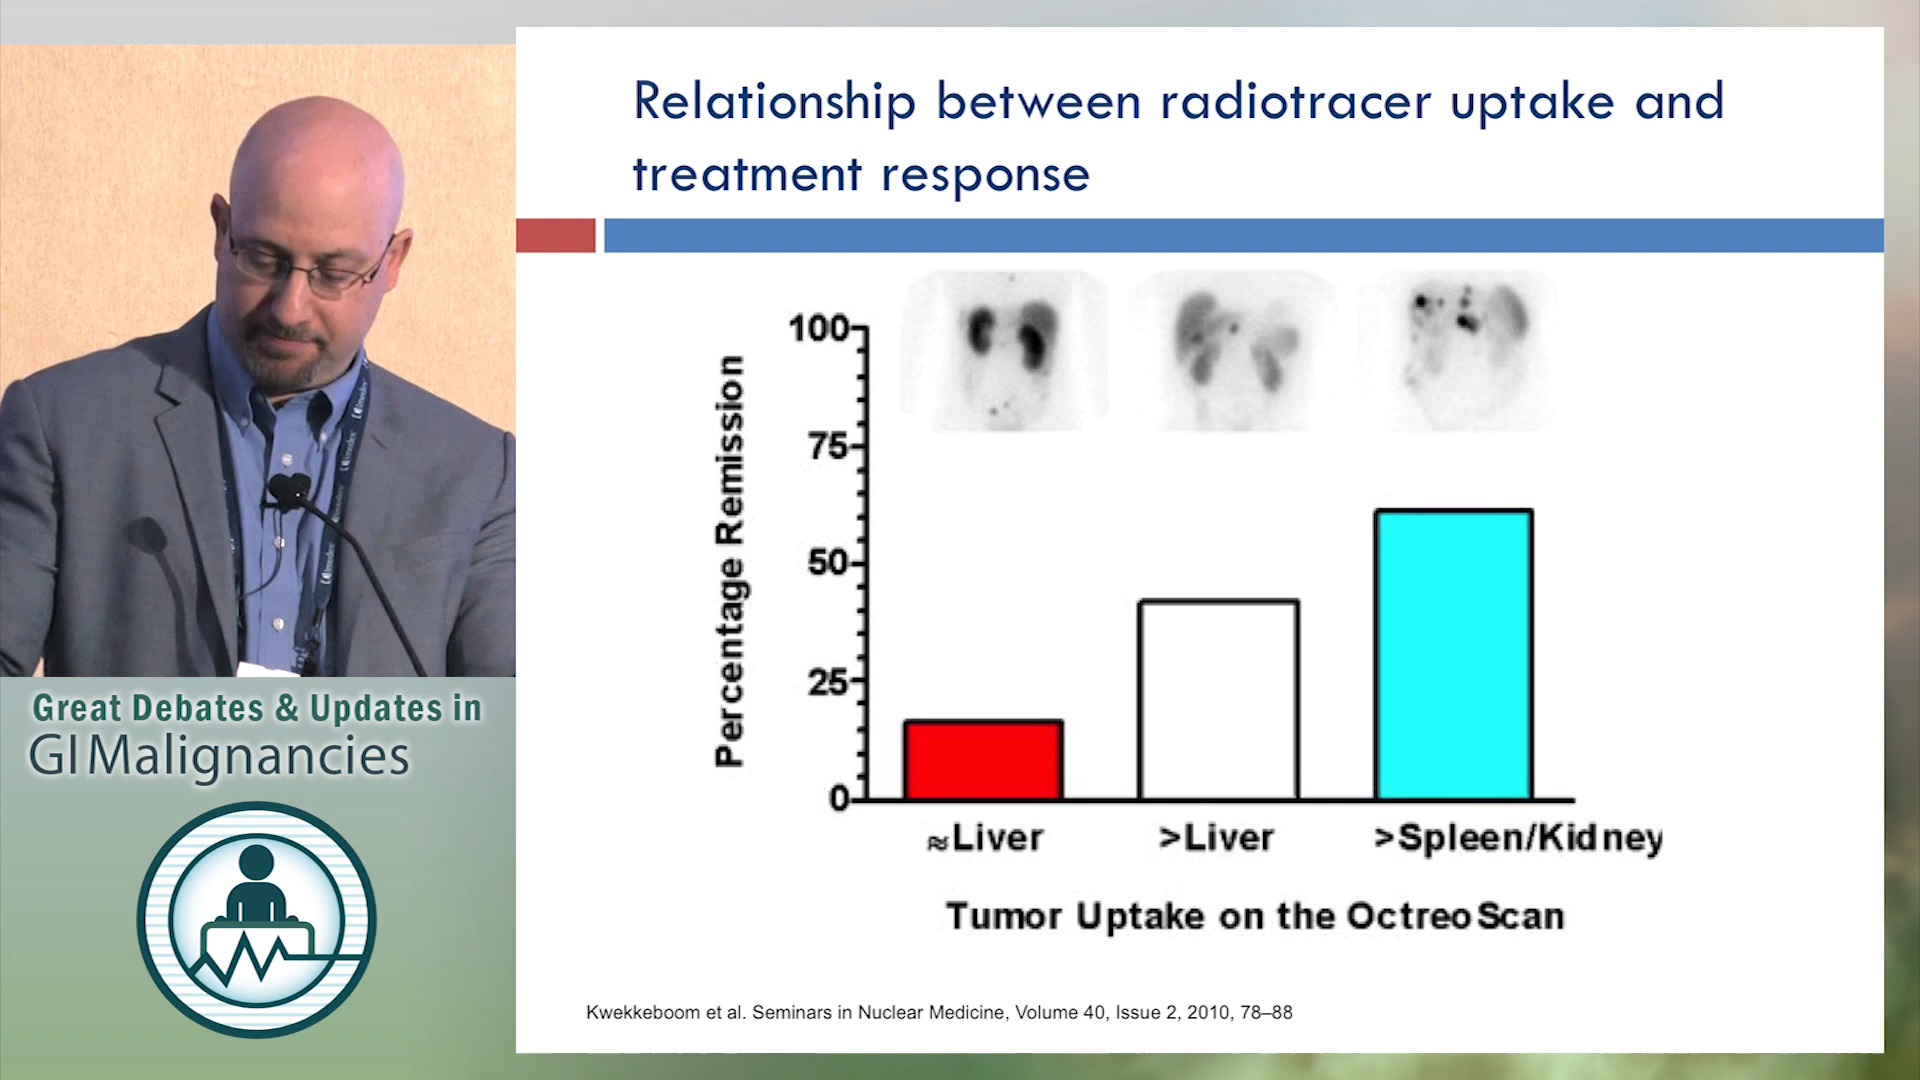 Relationship between radiotracer uptake and
treatment response
Percentage Remission
100
75
50
25
0
≈Liver
>Liver
>Spleen/Kidney
Tumor Uptake on the OctreoScan
Kwekkeboom et al. Seminars in Nuclear Medicine, Volume 40, Issue 2, 2010, 78–88
Great Debates & Updates in
GI Malignancies